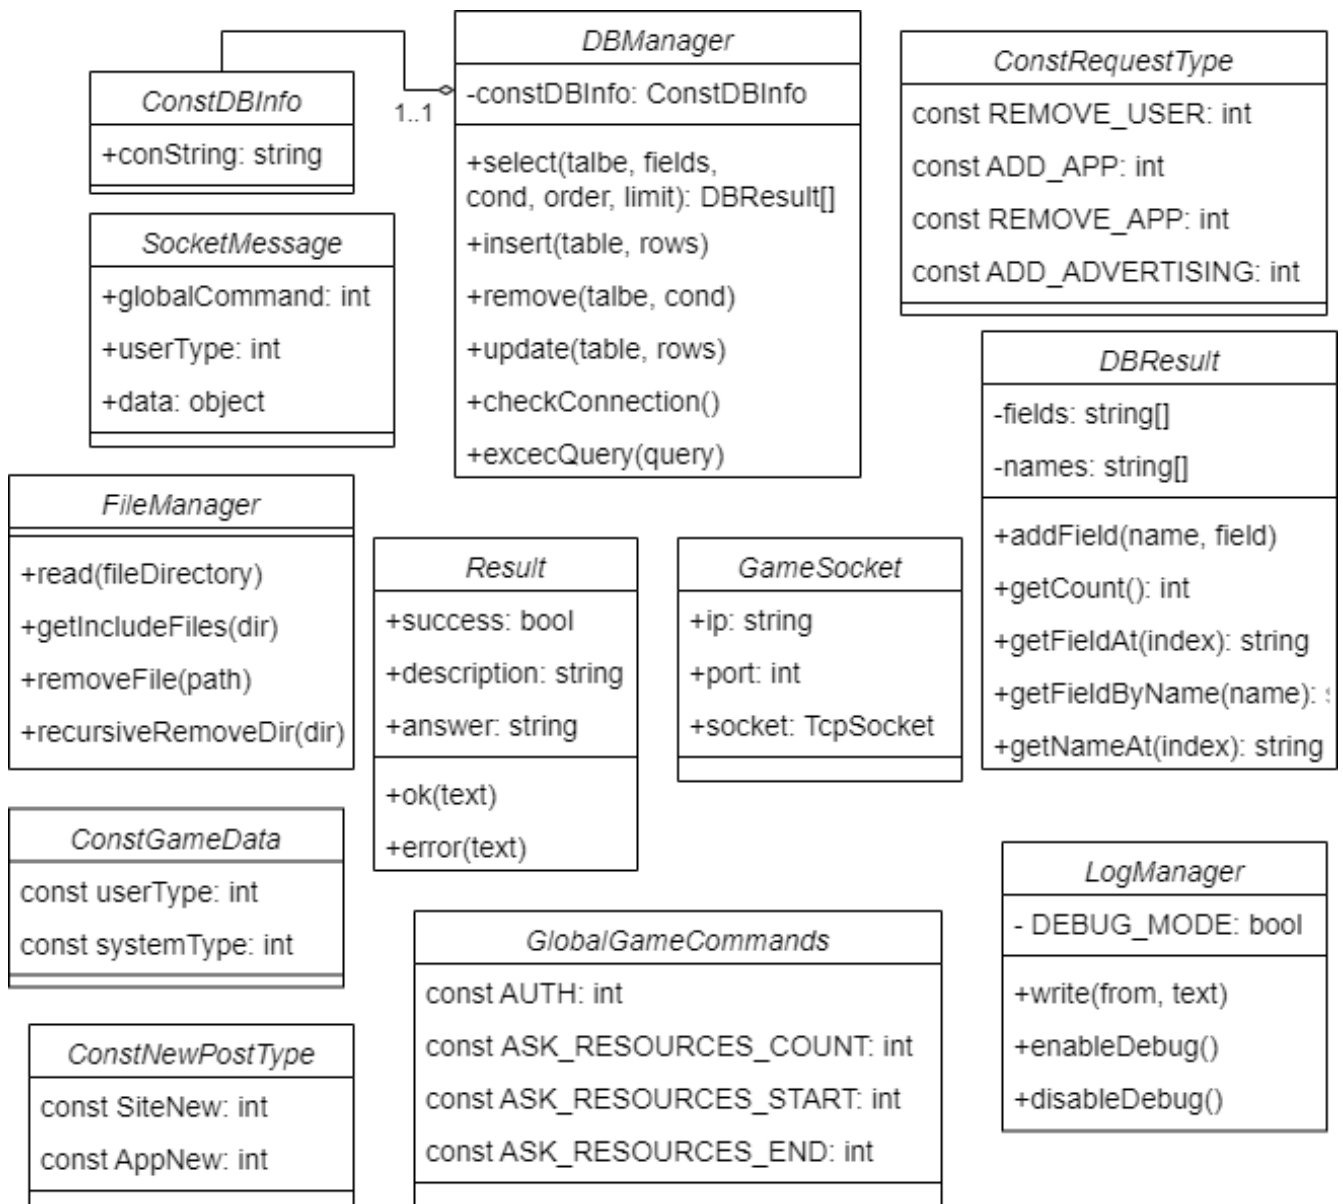 DBManager
-constDBInfo: ConstDBInfo
+select(talbe, fields,
cond, order, limit): DBResult[]
+insert(table, rows)
+remove(talbe, cond)
+update(table, rows)
+checkConnection()
+excecQuery(query)
1..1
ConstDBInfo
+conString: string
ConstRequestType
const REMOVE_USER: int
const ADD_APP: int
const REMOVE_APP: int
const ADD_ADVERTISING: int
SocketMessage
+globalCommand: int
+userType: int
+data: object
DBResult
-fields: string[]
-names: string[]
+addField(name, field)
+getCount(): int
+getFieldAt(index): string
+getFieldByName(name):
+getNameAt(index): string
FileManager
+read(fileDirectory)
+getIncludeFiles(dir)
+removeFile(path)
+recursiveRemoveDir(dir)
Result
+success: bool
+description: string
+answer: string
+ok(text)
+error(text)
GameSocket
+ip: string
+port: int
+socket: TcpSocket
ConstGameData
const userType: int
const systemType: int
LogManager
- DEBUG_MODE: bool
+write(from, text)
+enableDebug()
+disableDebug()
GlobalGameCommands
const AUTH: int
const ASK_RESOURCES_COUNT: int
const ASK_RESOURCES_START: int
const ASK_RESOURCES_END: int
ConstNewPostType
const SiteNew: int
const AppNew: int